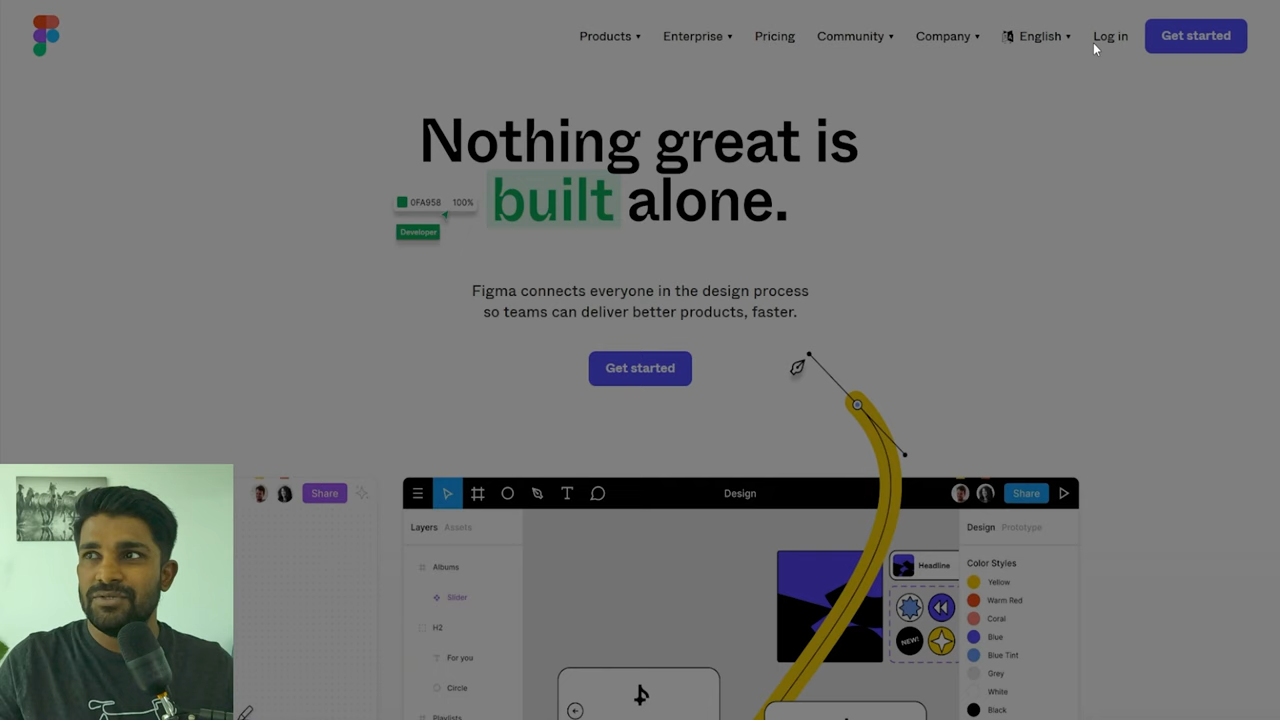 Products
Enterprise
Pricing
Community
Company
English
Log in
Get started
Nothing great is
built alone.
0FA958 100%
Developer
Figma connects everyone in the design process
so teams can deliver better products, faster.
Get started
Share
Design
Share
Layers Assets
Albums
Slider
H2
For you
Circle
Playlists
Headline
NEW!
Design Prototype
Color Styles
Yellow
Warm Red
Coral
Blue
Blue Tint
Grey
White
Black